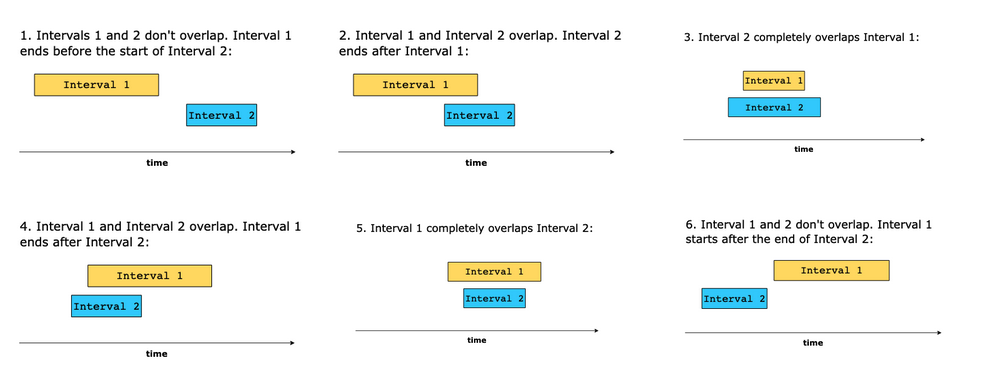 1. Intervals 1 and 2 don't overlap. Interval 1
ends before the start of Interval 2:
Interval 1
Interval 2
time
2. Interval 1 and Interval 2 overlap. Interval 2
ends after Interval 1:
Interval 1
Interval 2
time
3. Interval 2 completely overlaps Interval 1:
Interval 1
Interval 2
time
4. Interval 1 and Interval 2 overlap. Interval 1
ends after Interval 2:
Interval 1
Interval 2
time
5. Interval 1 completely overlaps Interval 2:
Interval 1
Interval 2
time
6. Interval 1 and 2 don't overlap. Interval 1
starts after the end of Interval 2:
Interval 1
Interval 2
time